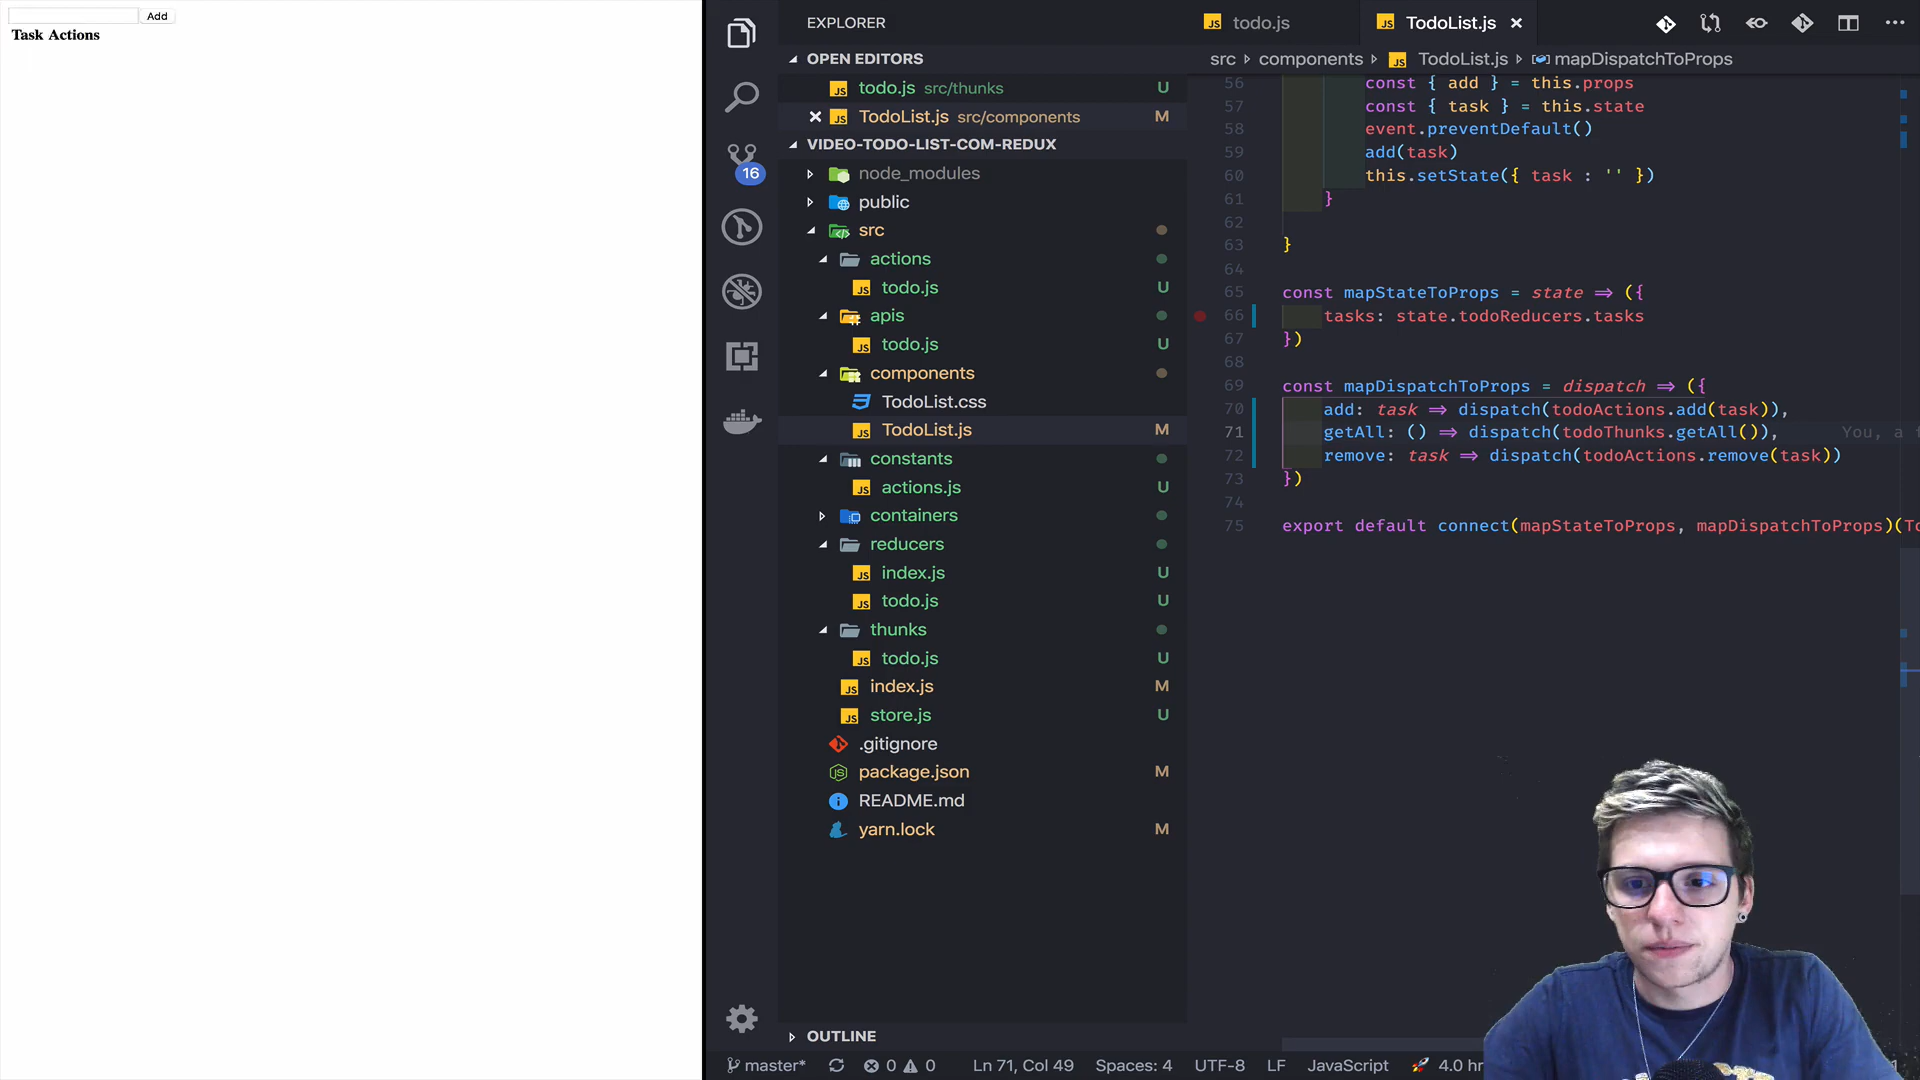 Add
Task Actions
EXPLORER
OPEN EDITORS
todo.js src/thunks U
TodoList.js src/components M
VIDEO-TODO-LIST-COM-REDUX
node_modules
public
src
actions
todo.js U
apis
todo.js U
components
TodoList.css
TodoList.js M
constants
actions.js U
containers
reducers
index.js U
todo.js U
thunks
todo.js U
index.js M
store.js U
.gitignore
package.json M
README.md
yarn.lock M
OUTLINE
16
todo.js TodoList.js
src › components › TodoList.js › mapDispatchToProps
56 const { add } = this.props
57 const { task } = this.state
58 event.preventDefault()
59 add(task)
60 this.setState({ task : '' })
61 }
62
63 }
64
65 const mapStateToProps = state => ({
66 tasks: state.todoReducers.tasks
67 })
68
69 const mapDispatchToProps = dispatch => ({
70 add: task => dispatch(todoActions.add(task)),
71 getAll: () => dispatch(todoThunks.getAll()), You, a f
72 remove: task => dispatch(todoActions.remove(task))
73 })
74
75 export default connect(mapStateToProps, mapDispatchToProps)(To
master* 0 0 Ln 71, Col 49 Spaces: 4 UTF-8 LF JavaScript 4.0 hr